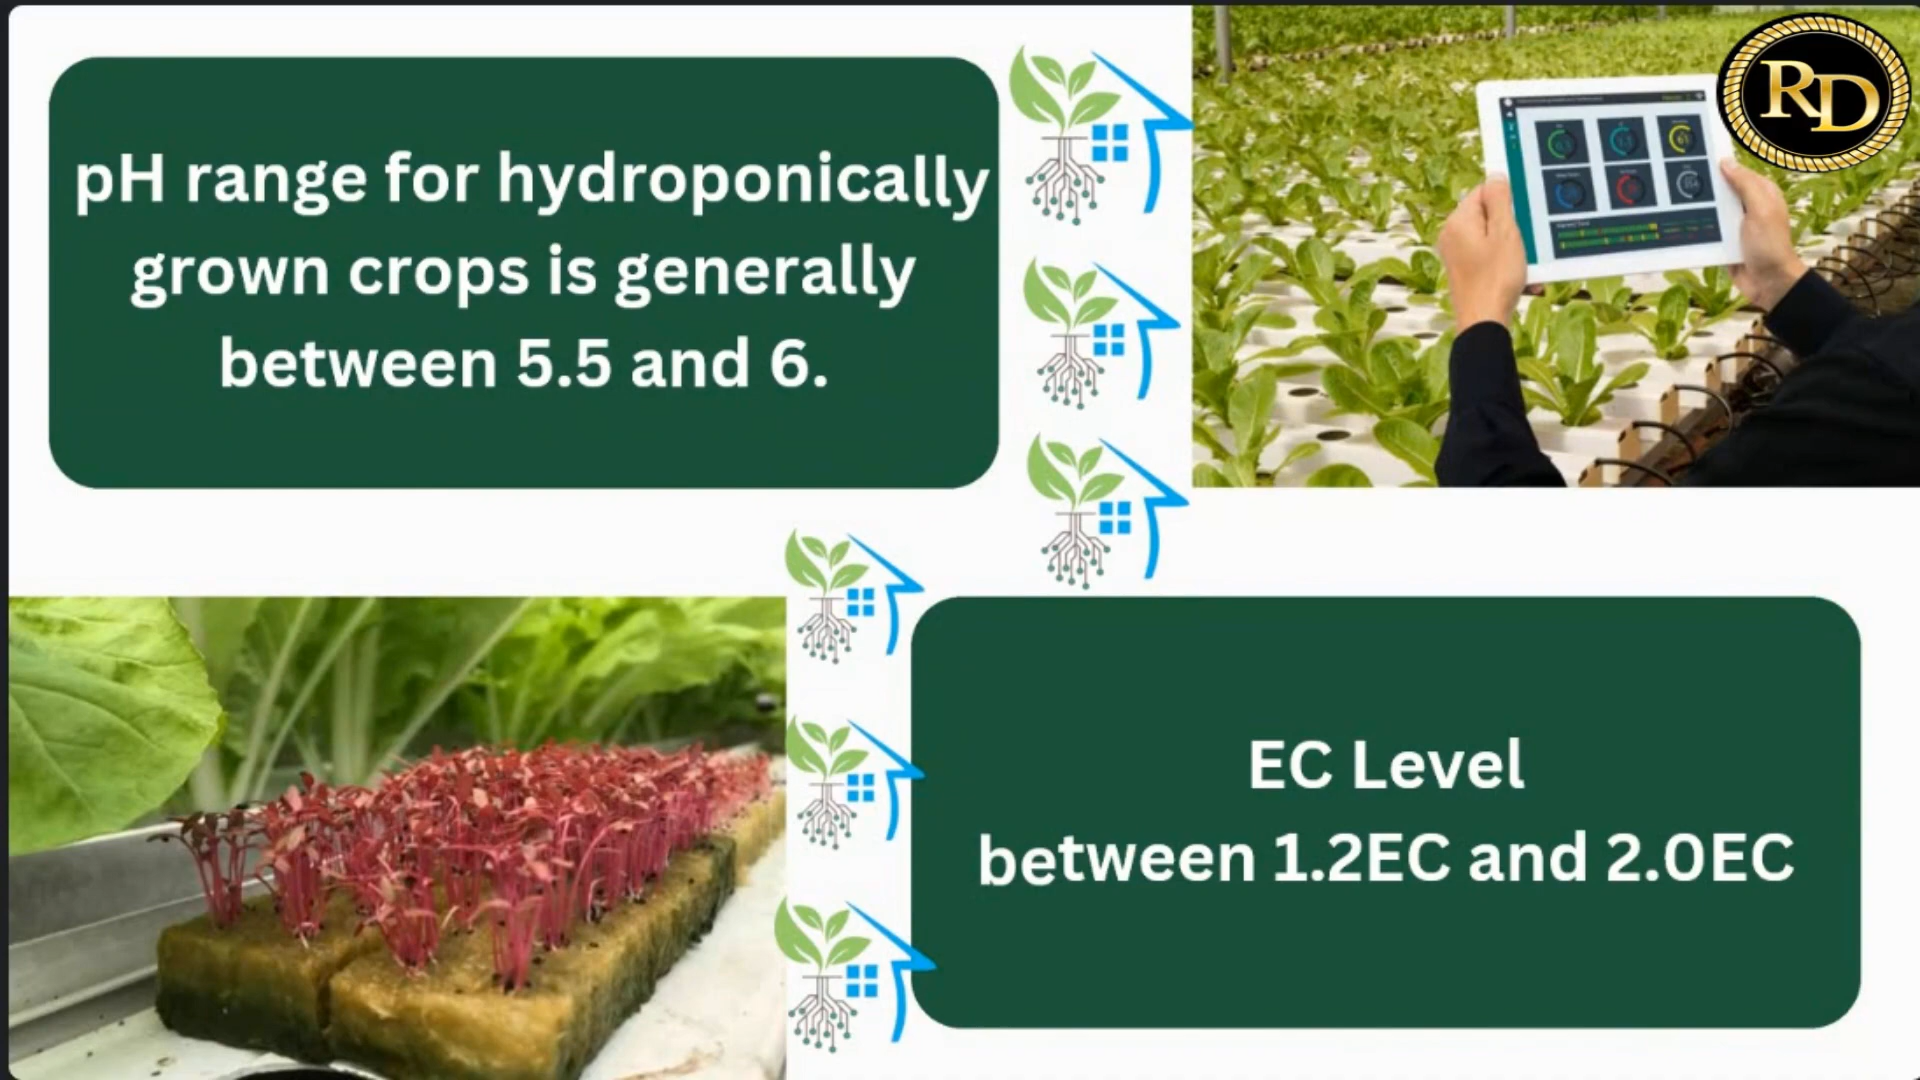 pH range for hydroponically
grown crops is generally
between 5.5 and 6.
RD
EC Level
between 1.2EC and 2.0EC